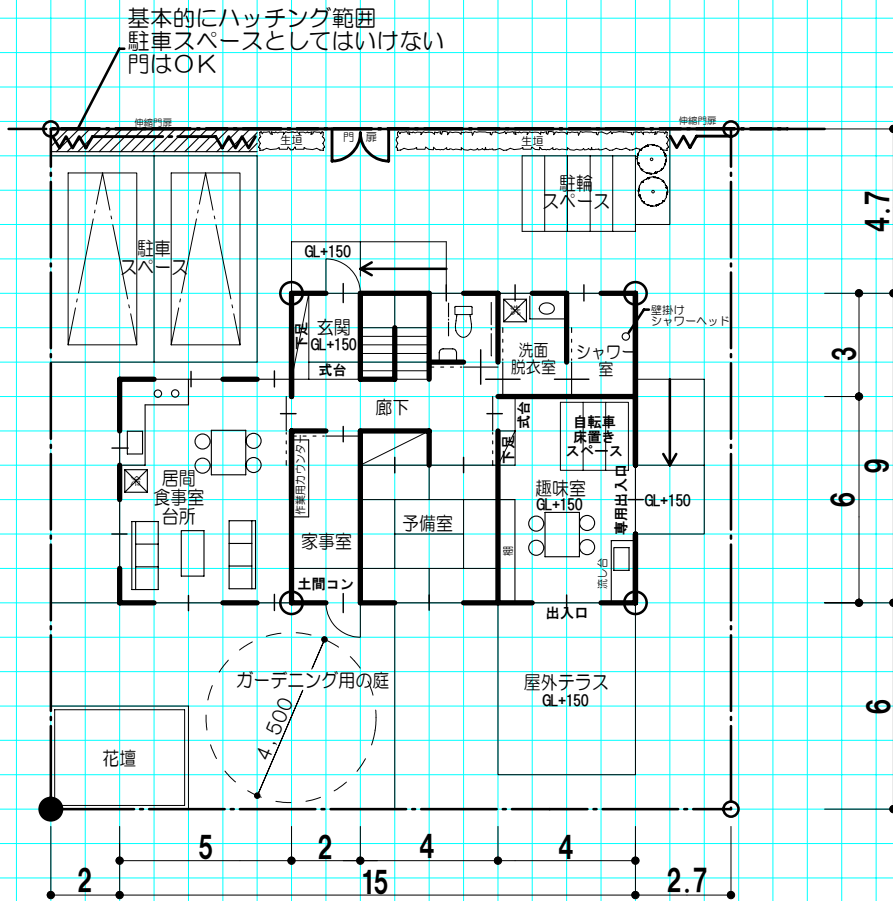 基本的にハッチング範囲
駐車スペースとしてはいけない
門はOK
伸縮門扉
生垣
門
扉
生垣
伸縮門扉
駐輪
スペース
4.7
駐車
スペース
GL+150
下足
玄関
GL+150
式台
洗
洗面
脱衣室
シャワー
室
壁掛け
シャワーヘッド
3
廊下
式台
下足
自転車
床置き
スペース
居間
食事室
台所
作業用カウンター
家事室
土間コン
予備室
趣味室
GL+150
棚
専用出入口
GL+150
流し台
出入口
6
9
ガーデニング用の庭
4,500
屋外テラス
GL+150
花壇
6
5
2
4
4
2
15
2.7